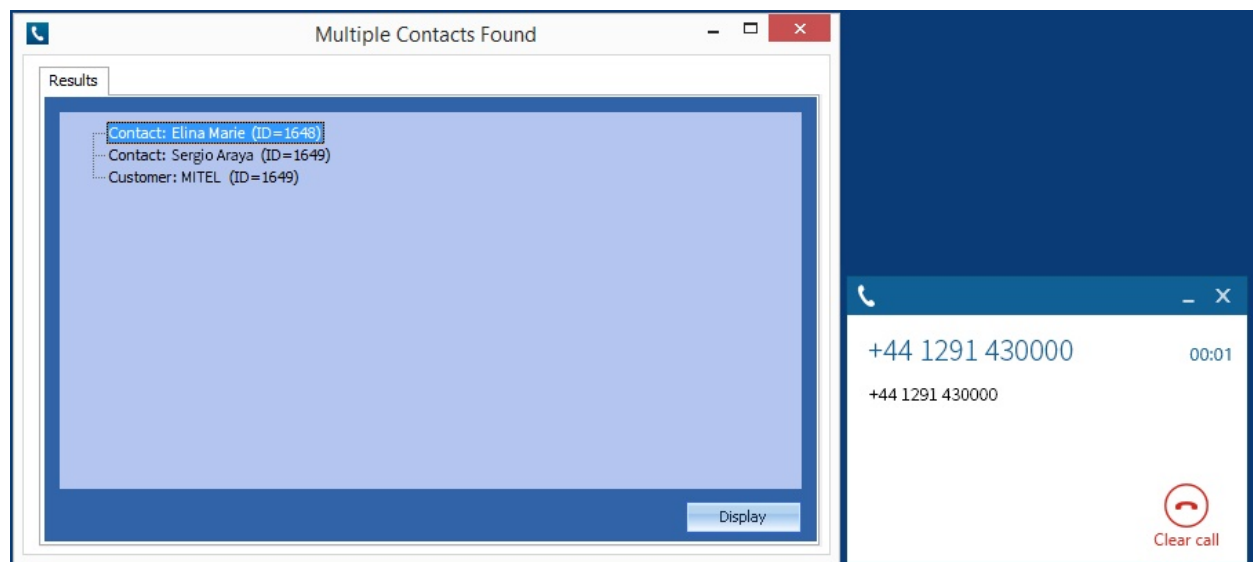 Multiple Contacts Found
Results
Contact: Elina Marie (ID=1648)
Contact: Sergio Araya (ID=1649)
Customer: MITEL (ID=1649)
Display
+44 1291 430000
00:01
+44 1291 430000
Clear call